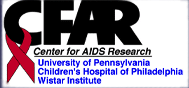 CFAR
Center for AIDS Research
University of Pennsylvania
Children's Hospital of Philadelphia
Wistar Institute